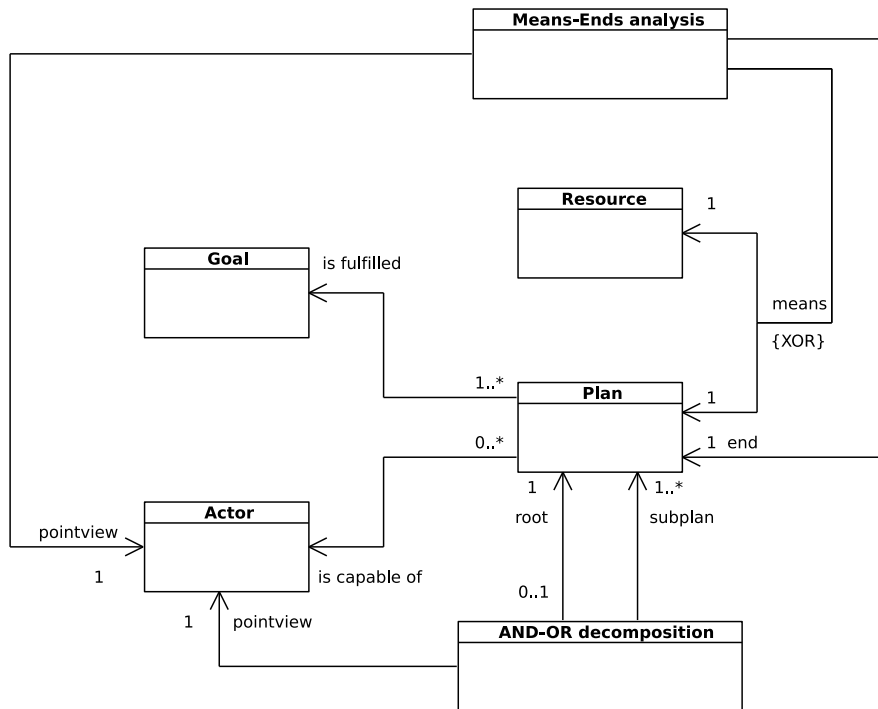 Means-Ends analysis
Resource
1
Goal
is fulfilled
means
{XOR}
1..*
Plan
1
0..*
1 end
1
1..*
Actor
root
subplan
pointview
1
is capable of
0..1
1
pointview
AND-OR decomposition